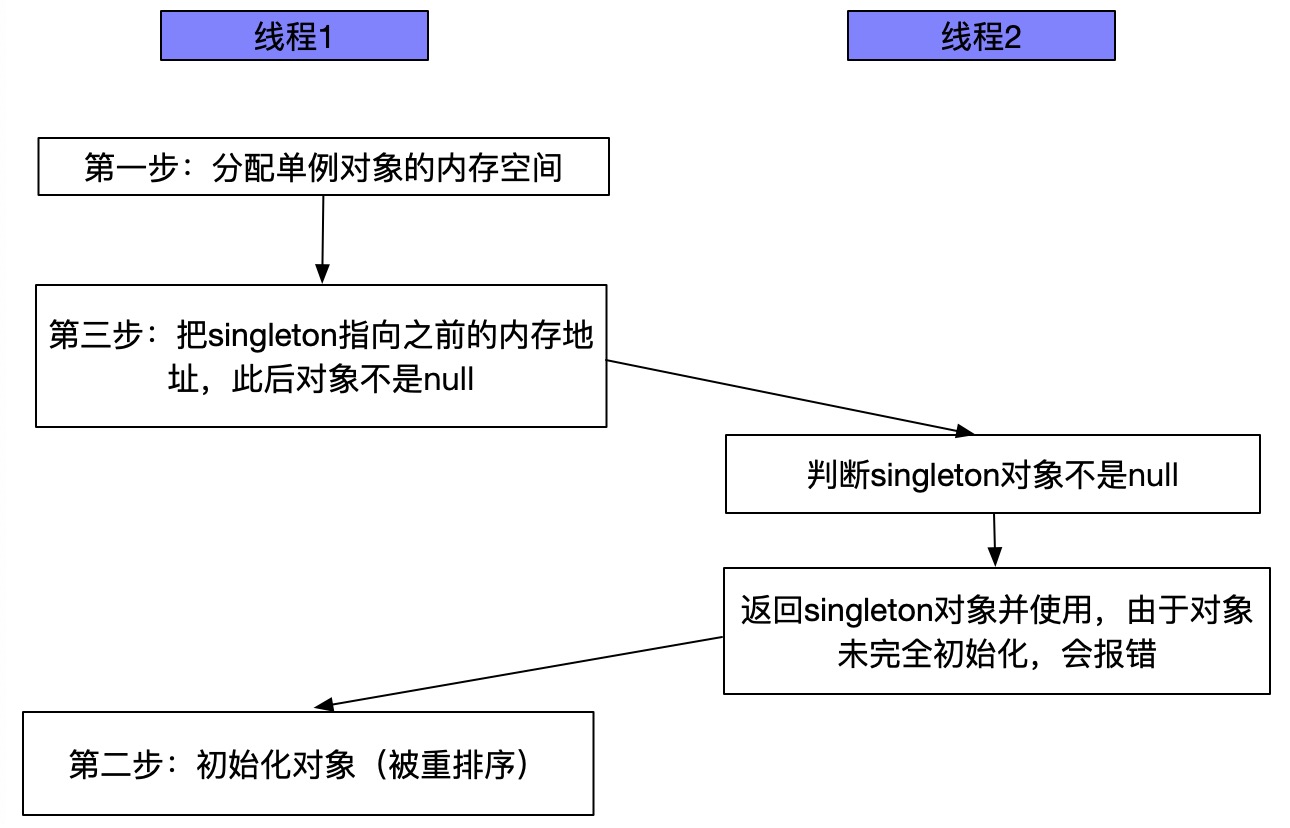 线程1
线程2
第一步：分配单例对象的内存空间
第三步：把singleton指向之前的内存地
址，此后对象不是null
判断singleton对象不是null
返回singleton对象并使用，由于对象
未完全初始化，会报错
第二步：初始化对象（被重排序）